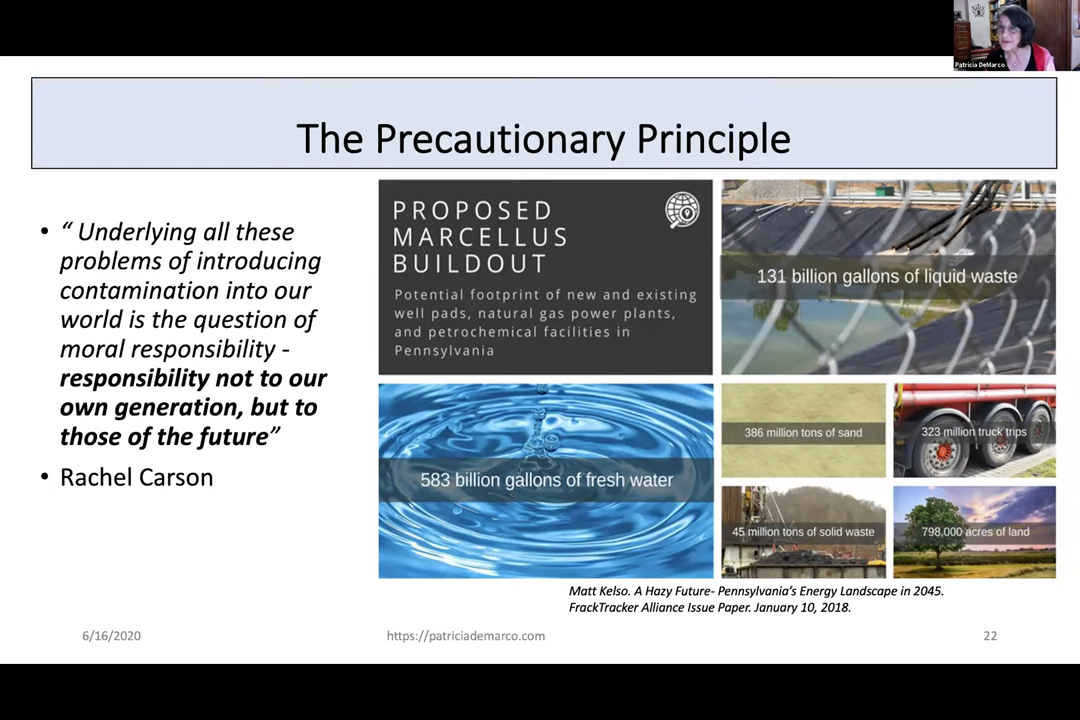 Patricia DeMarco
The Precautionary Principle
• “ Underlying all these
problems of introducing
contamination into our
world is the question of
moral responsibility -
responsibility not to our
own generation, but to
those of the future”
• Rachel Carson
PROPOSED
MARCELLUS
BUILDOUT
Potential footprint of new and existing
well pads, natural gas power plants,
and petrochemical facilities in
Pennsylvania
131 billion gallons of liquid waste
583 billion gallons of fresh water
386 million tons of sand
323 million truck trips
45 million tons of solid waste
798,000 acres of land
Matt Kelso. A Hazy Future- Pennsylvania’s Energy Landscape in 2045.
FrackTracker Alliance Issue Paper. January 10, 2018.
6/16/2020
https://patriciademarco.com
22